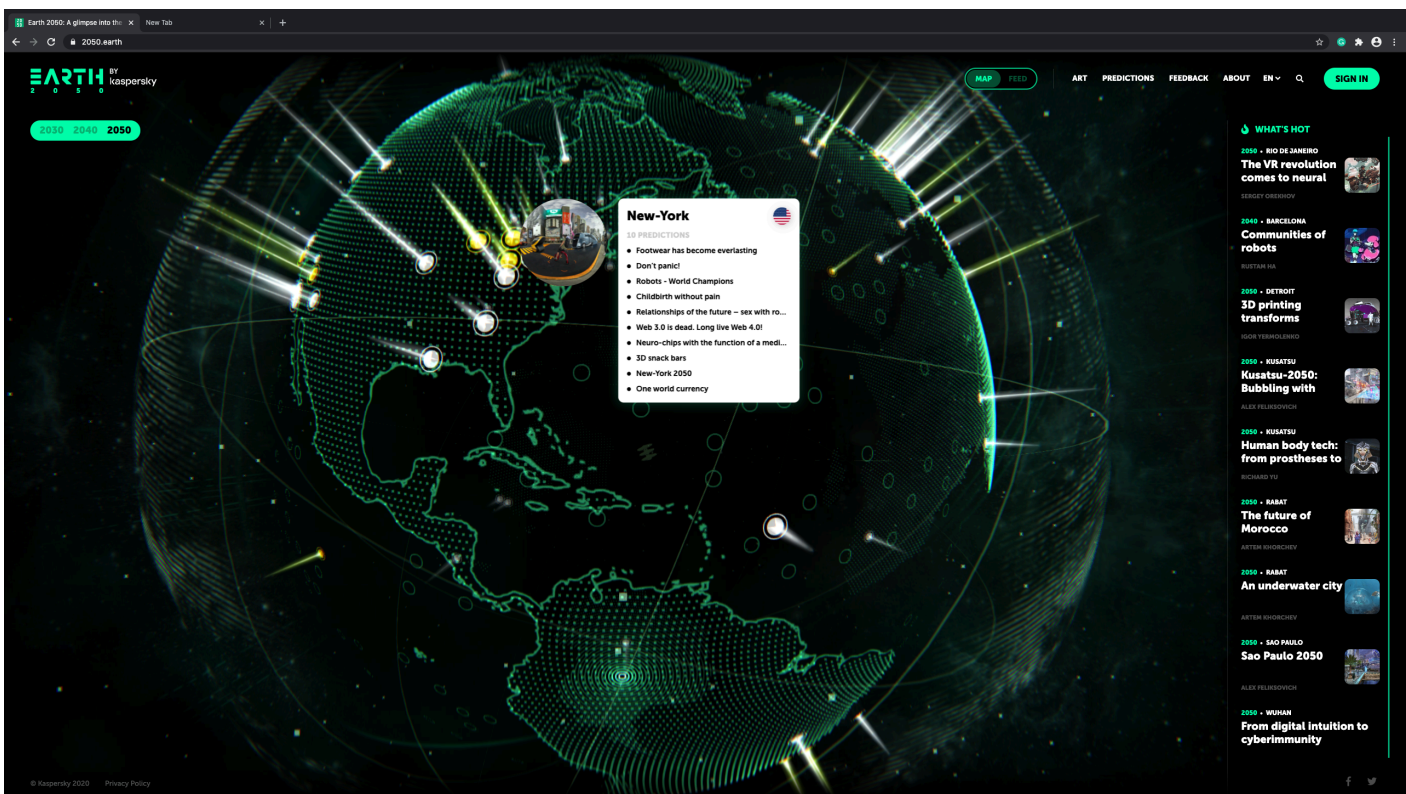 Earth 2050: A glimpse into the
New Tab
2050.earth
EARTH BY
kaspersky
2 0 5 0
MAP FEED
ART PREDICTIONS FEEDBACK ABOUT EN SIGN IN
2030 2040 2050
New-York
10 PREDICTIONS
Footwear has become everlasting
Don't panic!
Robots - World Champions
Childbirth without pain
Relationships of the future – sex with ro...
Web 3.0 is dead. Long live Web 4.0!
Neuro-chips with the function of a medi...
3D snack bars
New-York 2050
One world currency
WHAT'S HOT
2050 • RIO DE JANEIRO
The VR revolution
comes to neural
SERGEY OREKHOV
2040 • BARCELONA
Communities of
robots
RUSTAM HA
2050 • DETROIT
3D printing
transforms
IGOR YERMOLENKO
2050 • KUSATSU
Kusatsu-2050:
Bubbling with
ALEX FELIKSOVICH
2050 • KUSATSU
Human body tech:
from prostheses to
RICHARD YU
2050 • RABAT
The future of
Morocco
ARTEM KHORCHEV
2050 • RABAT
An underwater city
ARTEM KHORCHEV
2050 • SAO PAULO
Sao Paulo 2050
ALEX FELIKSOVICH
2050 • WUHAN
From digital intuition to
cyberimmunity
© Kaspersky 2020 Privacy Policy